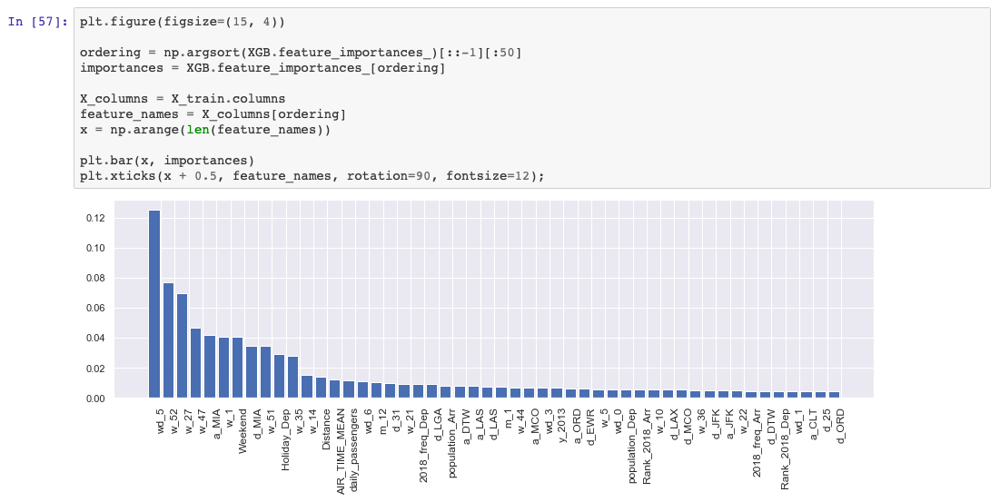 In [57]:
plt.figure(figsize=(15, 4))
ordering = np.argsort(XGB.feature_importances_)[::-1][:50]
importances = XGB.feature_importances_[ordering]
X_columns = X_train.columns
feature_names = X_columns[ordering]
x = np.arange(len(feature_names))
plt.bar(x, importances)
plt.xticks(x + 0.5, feature_names, rotation=90, fontsize=12);
0.12
0.10
0.08
0.06
0.04
0.02
0.00
wd_5
w_52
w_27
w_47
a_MIA
w_1
Weekend
d_MIA
w_51
Holiday_Dep
w_35
w_14
Distance
AIR_TIME_MEAN
daily_passengers
wd_6
m_12
d_31
w_21
2018_freq_Dep
d_LGA
population_Arr
a_DTW
a_LAS
d_LAS
m_1
w_44
a_MCO
wd_3
y_2013
a_ORD
d_EWR
w_5
wd_0
population_Dep
Rank_2018_Arr
w_10
d_LAX
d_MCO
w_36
d_JFK
a_JFK
w_22
2018_freq_Arr
d_DTW
Rank_2018_Dep
wd_1
a_CLT
d_25
d_ORD